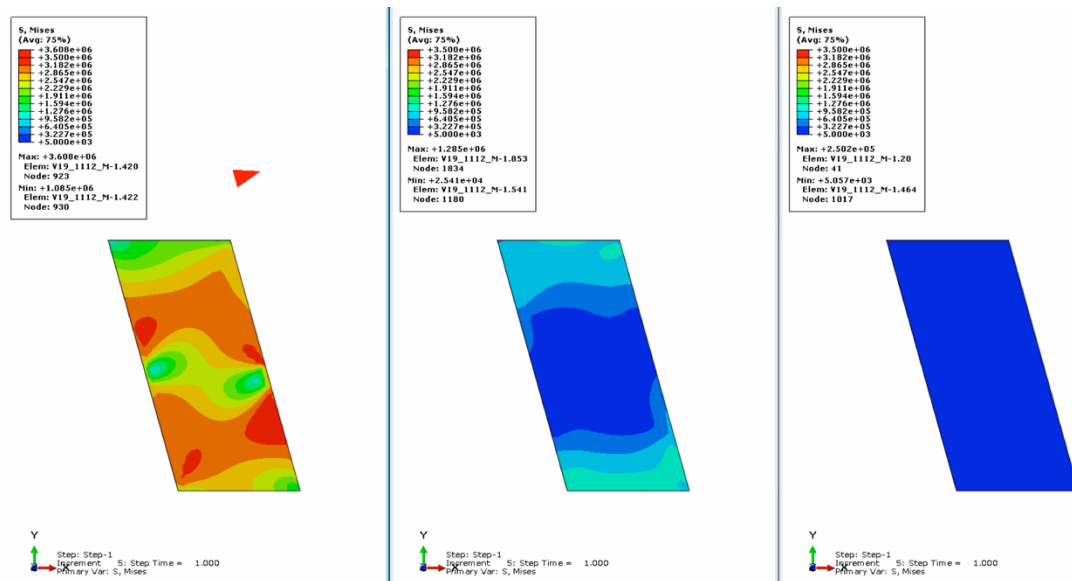 S, Mises
(Avg: 75%)
+3.608e+06
+3.500e+06
+3.182e+06
+2.865e+06
+2.547e+06
+2.229e+06
+1.911e+06
+1.594e+06
+1.276e+06
+9.582e+05
+6.405e+05
+3.227e+05
+5.000e+03
Max: +3.608e+06
Elem: V19_1112_M-1.420
Node: 923
Min: +1.085e+06
Elem: V19_1112_M-1.422
Node: 930
Y
X
Step: Step-1
Increment 5: Step Time = 1.000
Primary Var: S, Mises
S, Mises
(Avg: 75%)
+3.500e+06
+3.182e+06
+2.865e+06
+2.547e+06
+2.229e+06
+1.911e+06
+1.594e+06
+1.276e+06
+9.582e+05
+6.405e+05
+3.227e+05
+5.000e+03
Max: +1.285e+06
Elem: V19_1112_M-1.853
Node: 1834
Min: +2.541e+04
Elem: V19_1112_M-1.541
Node: 1180
Y
X
Step: Step-1
Increment 5: Step Time = 1.000
Primary Var: S, Mises
S, Mises
(Avg: 75%)
+3.500e+06
+3.182e+06
+2.865e+06
+2.547e+06
+2.229e+06
+1.911e+06
+1.594e+06
+1.276e+06
+9.582e+05
+6.405e+05
+3.227e+05
+5.000e+03
Max: +2.502e+05
Elem: V19_1112_M-1.20
Node: 41
Min: +5.057e+03
Elem: V19_1112_M-1.464
Node: 1017
Y
X
Step: Step-1
Increment 5: Step Time = 1.000
Primary Var: S, Mises